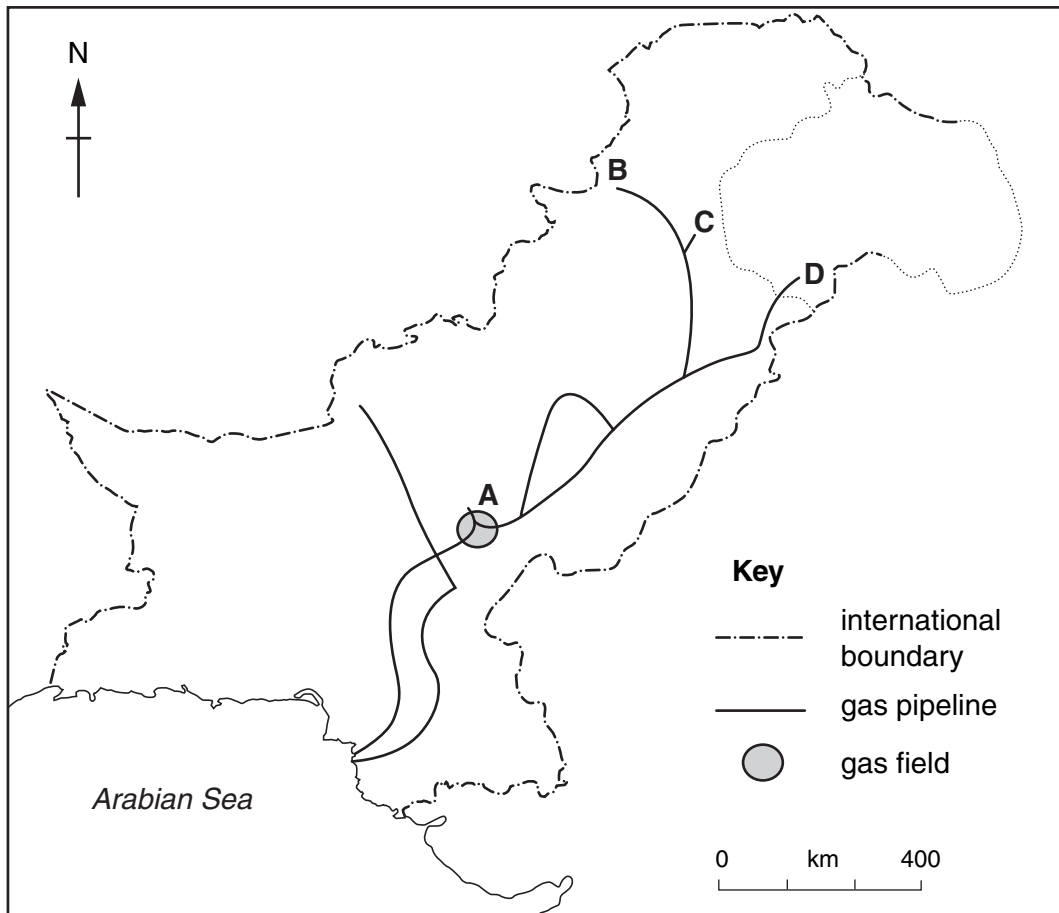 N
B
C
D
A
Key
international
boundary
gas pipeline
gas field
Arabian Sea
0 km 400